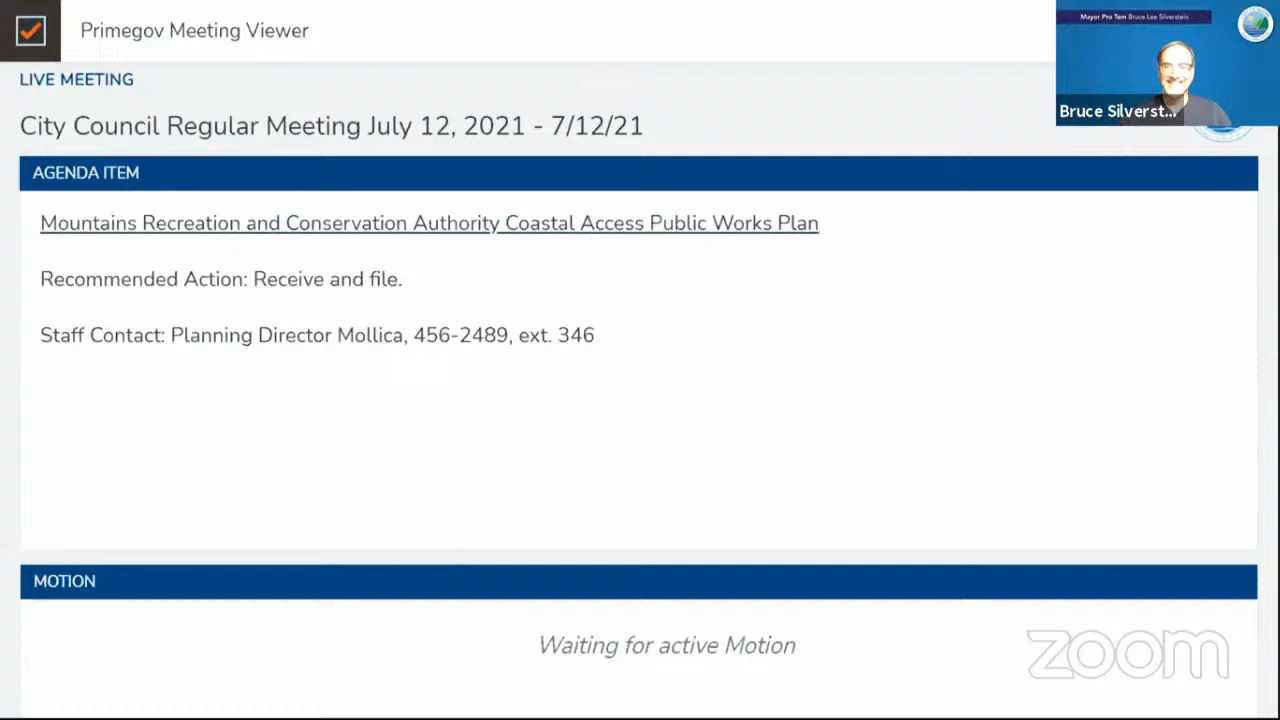 Primegov Meeting Viewer
Mayor Pro Tem Bruce Lee Silverstein
LIVE MEETING
Bruce Silverst...
City Council Regular Meeting July 12, 2021 - 7/12/21
AGENDA ITEM
Mountains Recreation and Conservation Authority Coastal Access Public Works Plan
Recommended Action: Receive and file.
Staff Contact: Planning Director Mollica, 456-2489, ext. 346
MOTION
Waiting for active Motion
zoom